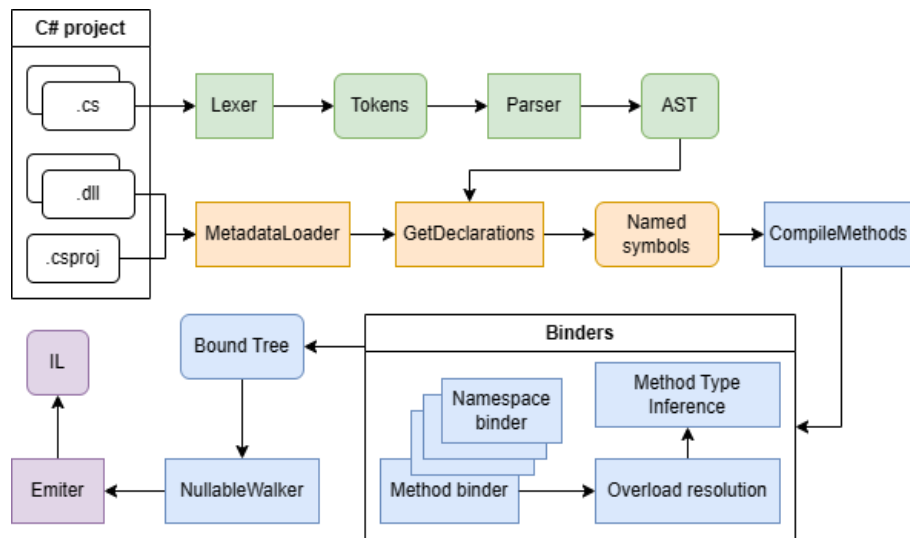 C# project
.cs
Lexer
Tokens
Parser
AST
.dll
.csproj
MetadataLoader
GetDeclarations
Named
symbols
CompileMethods
IL
Bound Tree
Binders
Namespace
binder
Method Type
Inference
Emiter
NullableWalker
Method binder
Overload resolution